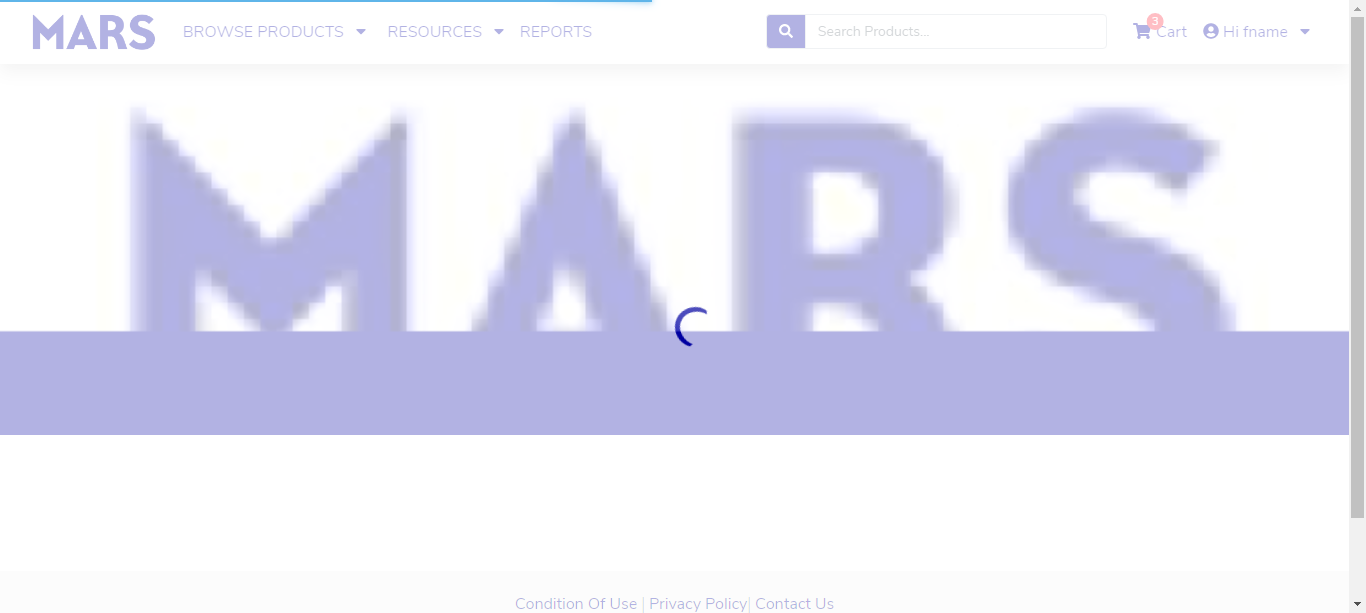 MARS BROWSE PRODUCTS RESOURCES REPORTS Search Products... 3 Cart Hi fname
MARS
Condition Of Use | Privacy Policy| Contact Us